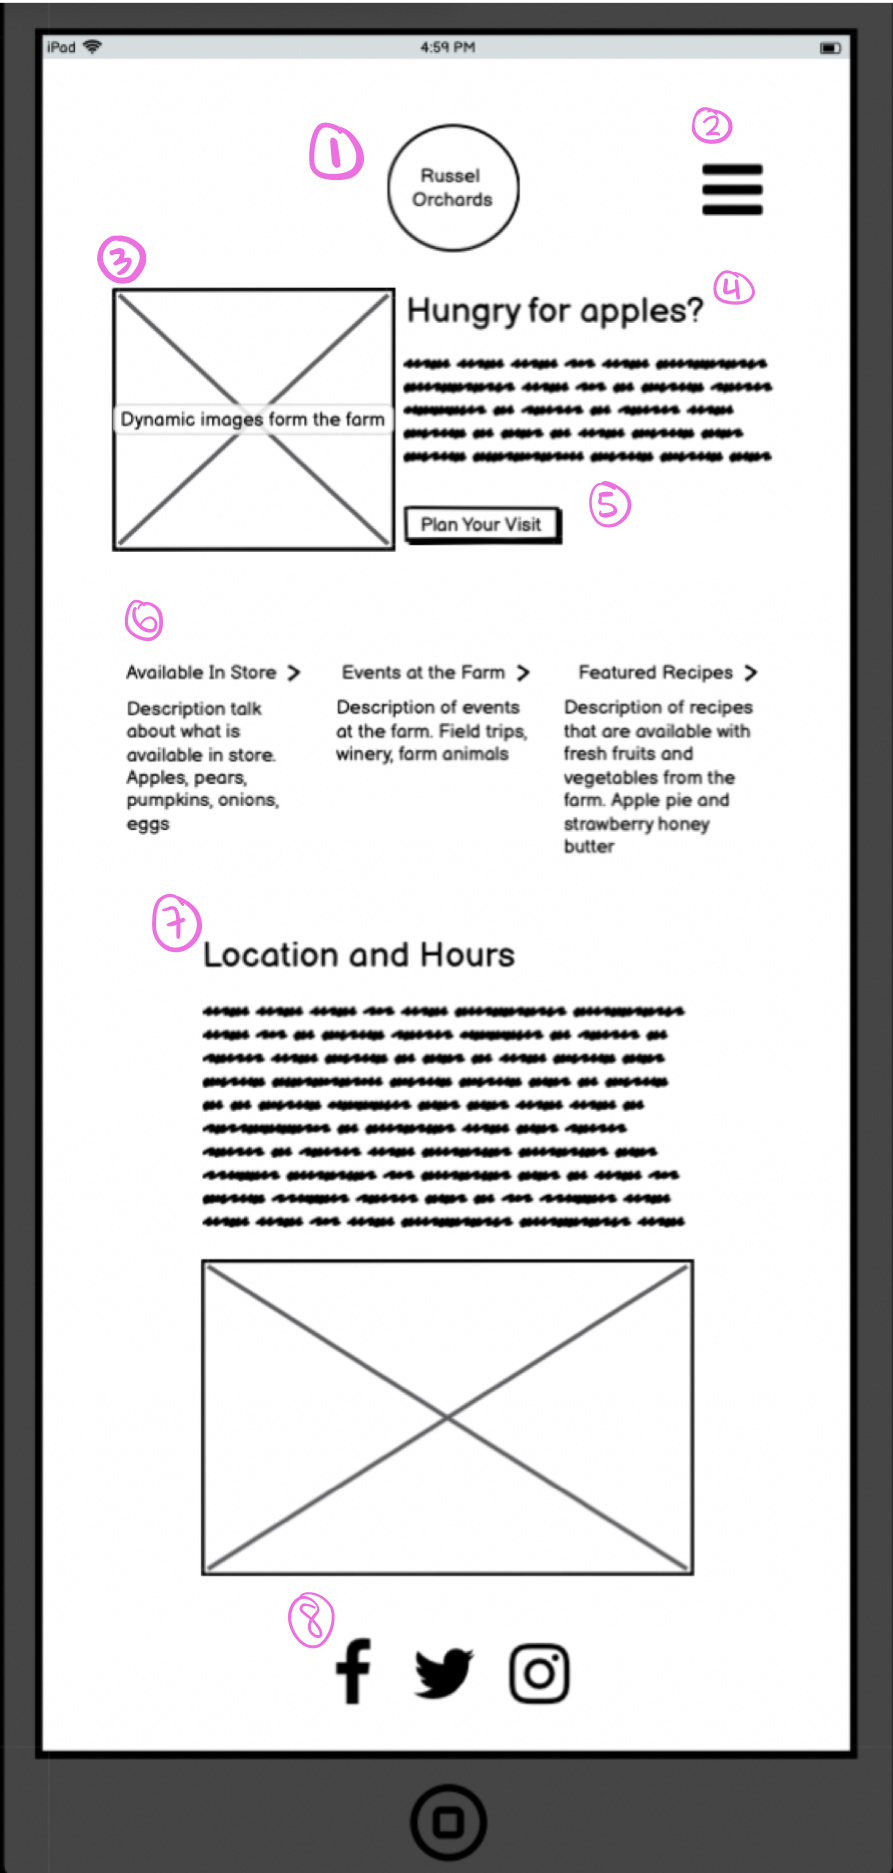 iPad 4:59 PM
1
2
Russel
Orchards
3
4
Hungry for apples?
Dynamic images form the farm
5
Plan Your Visit
6
Available In Store >
Description talk
about what is
available in store.
Apples, pears,
pumpkins, onions,
eggs
Events at the Farm >
Description of events
at the farm. Field trips,
winery, farm animals
Featured Recipes >
Description of recipes
that are available with
fresh fruits and
vegetables from the
farm. Apple pie and
strawberry honey
butter
7
Location and Hours
8